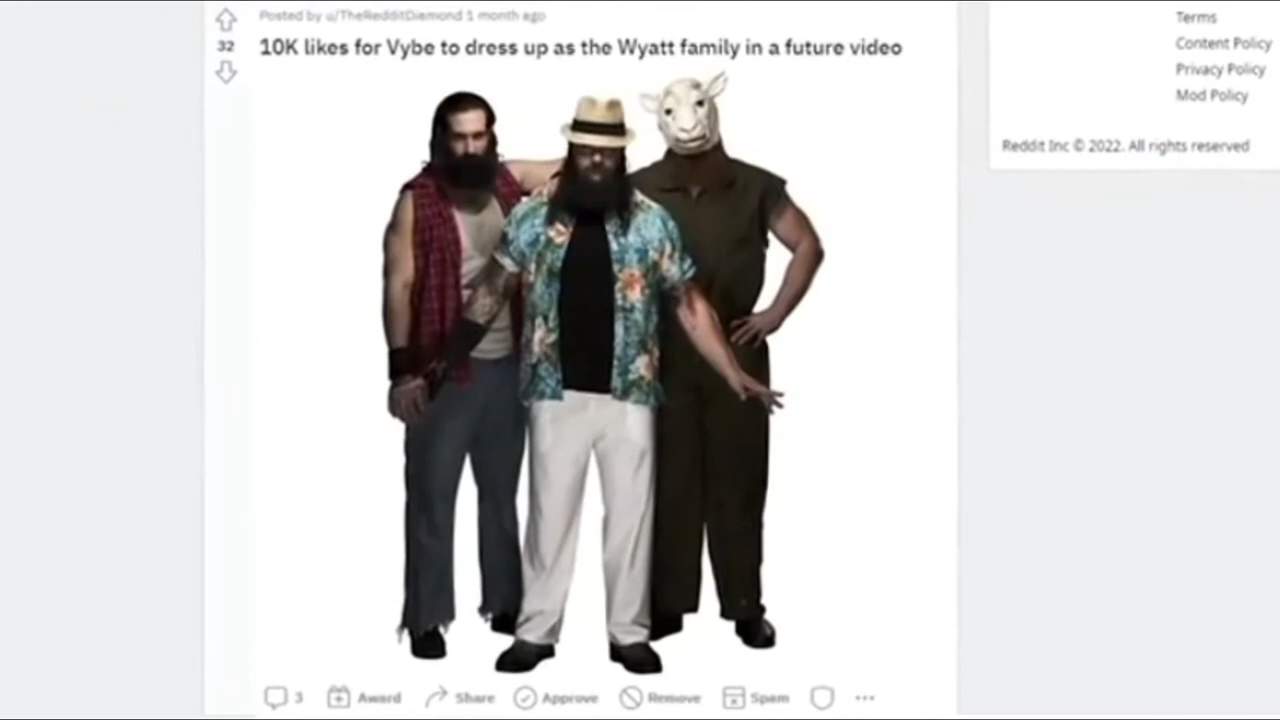 Posted by u/TheRedditDiamond 1 month ago
32
10K likes for Vybe to dress up as the Wyatt family in a future video
3
Award
Share
Approve
Remove
Spam
Terms
Content Policy
Privacy Policy
Mod Policy
Reddit Inc © 2022. All rights reserved